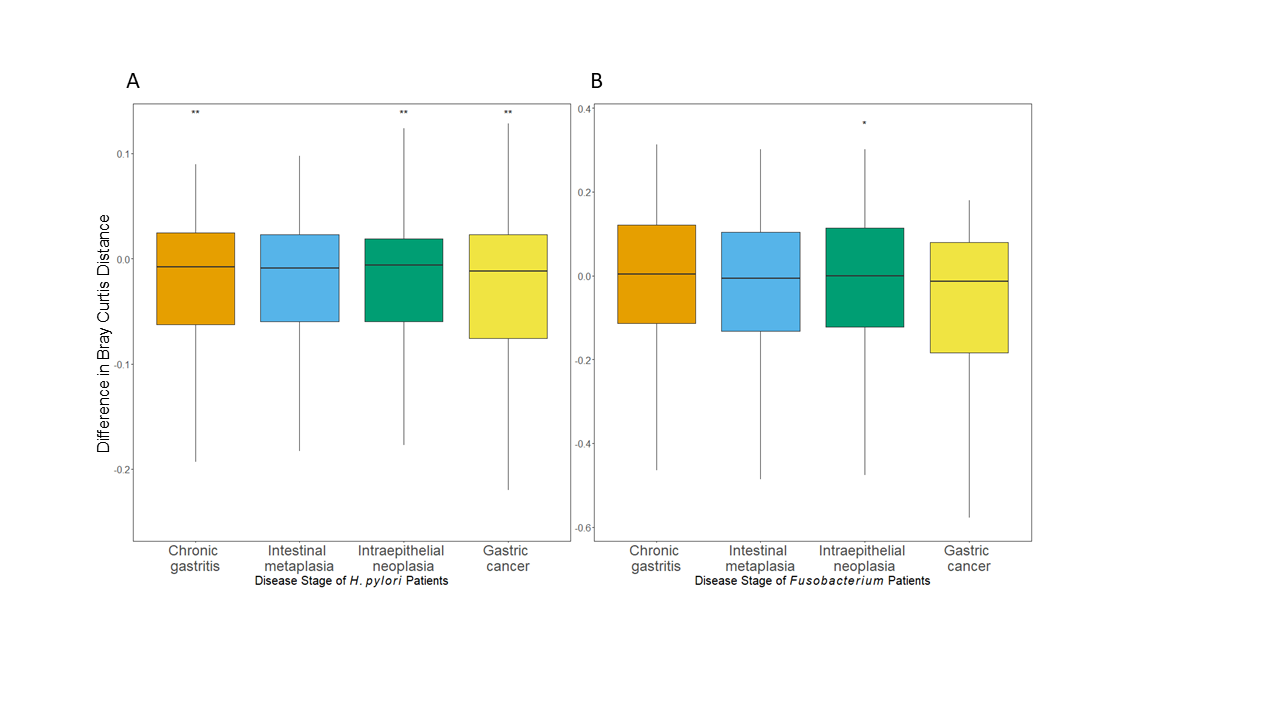 A
B
**
**
**
*
0.1
0.0
-0.1
-0.2
0.4
0.2
0.0
-0.2
-0.4
-0.6
Difference in Bray Curtis Distance
Chronic
gastritis
Intestinal
metaplasia
Intraepithelial
neoplasia
Gastric
cancer
Disease Stage of H. pylori Patients
Chronic
gastritis
Intestinal
metaplasia
Intraepithelial
neoplasia
Gastric
cancer
Disease Stage of Fusobacterium Patients